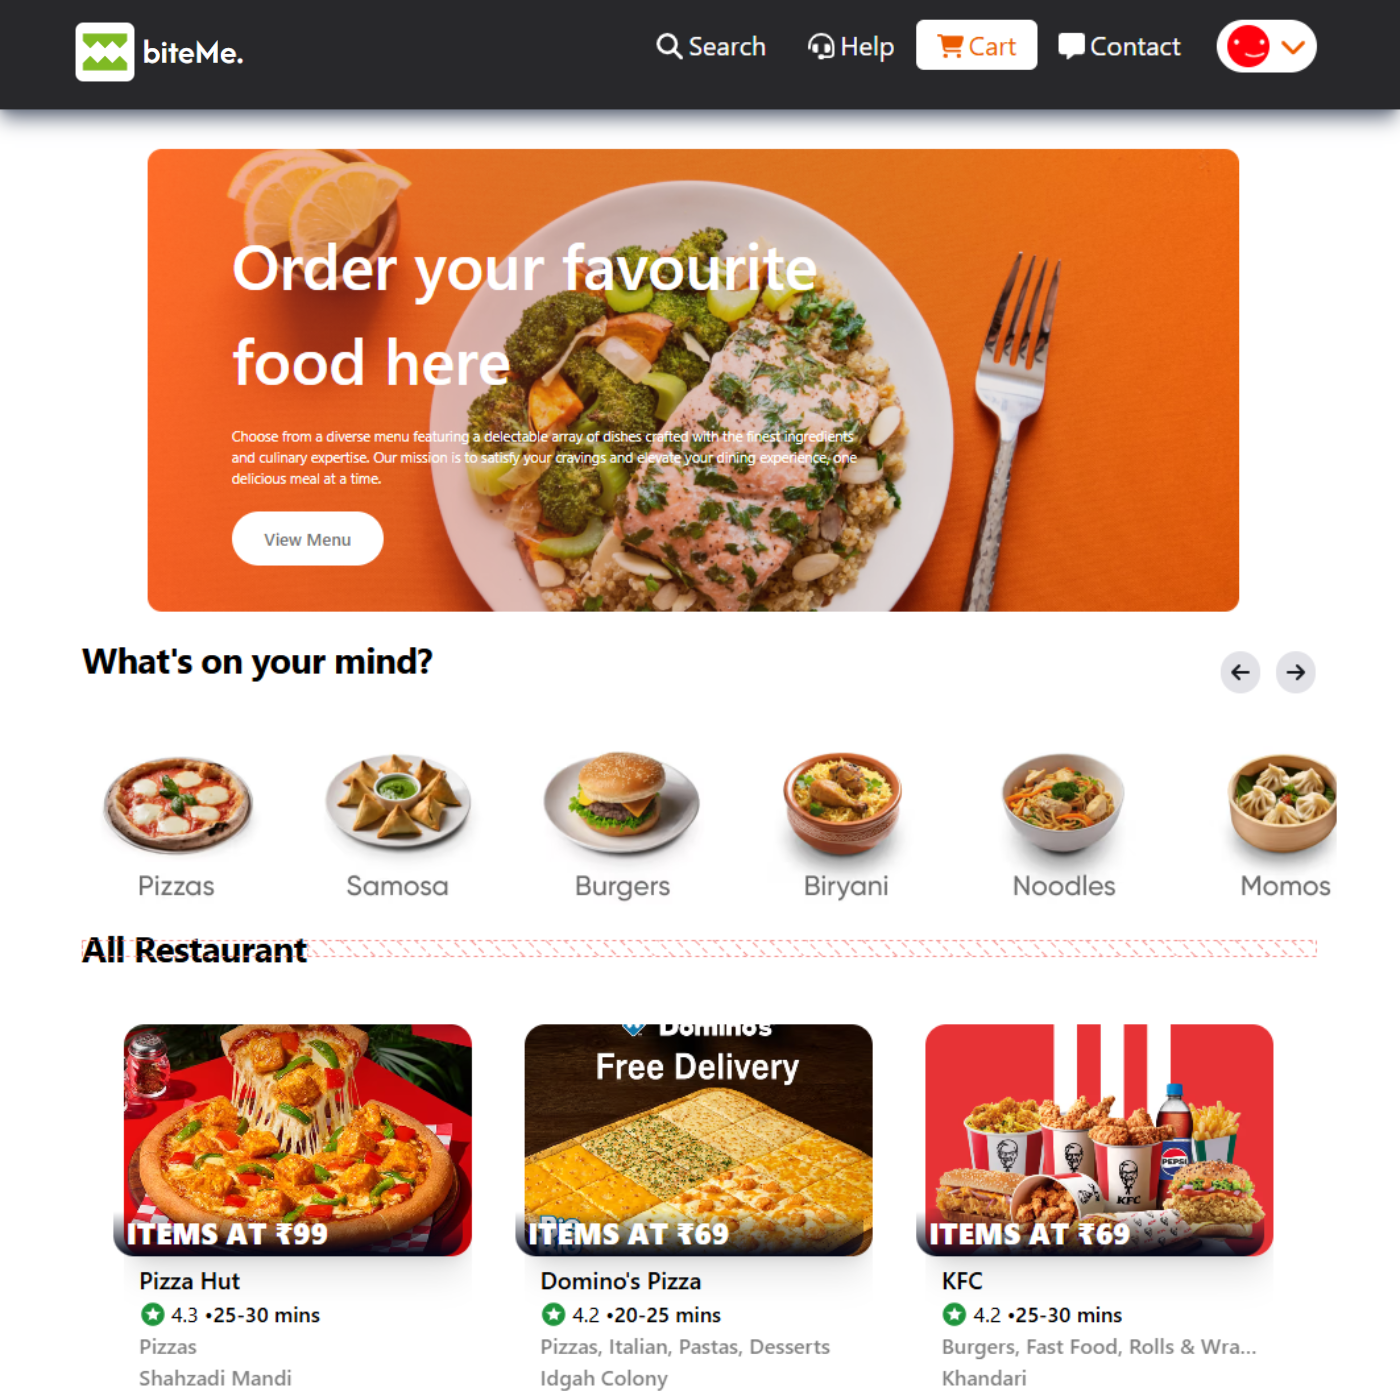 biteMe.
Search
Help
Cart
Contact
Order your favourite
food here
Choose from a diverse menu featuring a delectable array of dishes crafted with the finest ingredients
and culinary expertise. Our mission is to satisfy your cravings and elevate your dining experience, one
delicious meal at a time.
View Menu
What's on your mind?
Pizzas
Samosa
Burgers
Biryani
Noodles
Momos
All Restaurant
Domino's
Free Delivery
PEPSI
KFC
ITEMS AT ₹99
Big
ITEMS AT ₹69
ITEMS AT ₹69
Pizza Hut
4.3 •25-30 mins
Pizzas
Shahzadi Mandi
Domino's Pizza
4.2 •20-25 mins
Pizzas, Italian, Pastas, Desserts
Idgah Colony
KFC
4.2 •25-30 mins
Burgers, Fast Food, Rolls & Wra...
Khandari